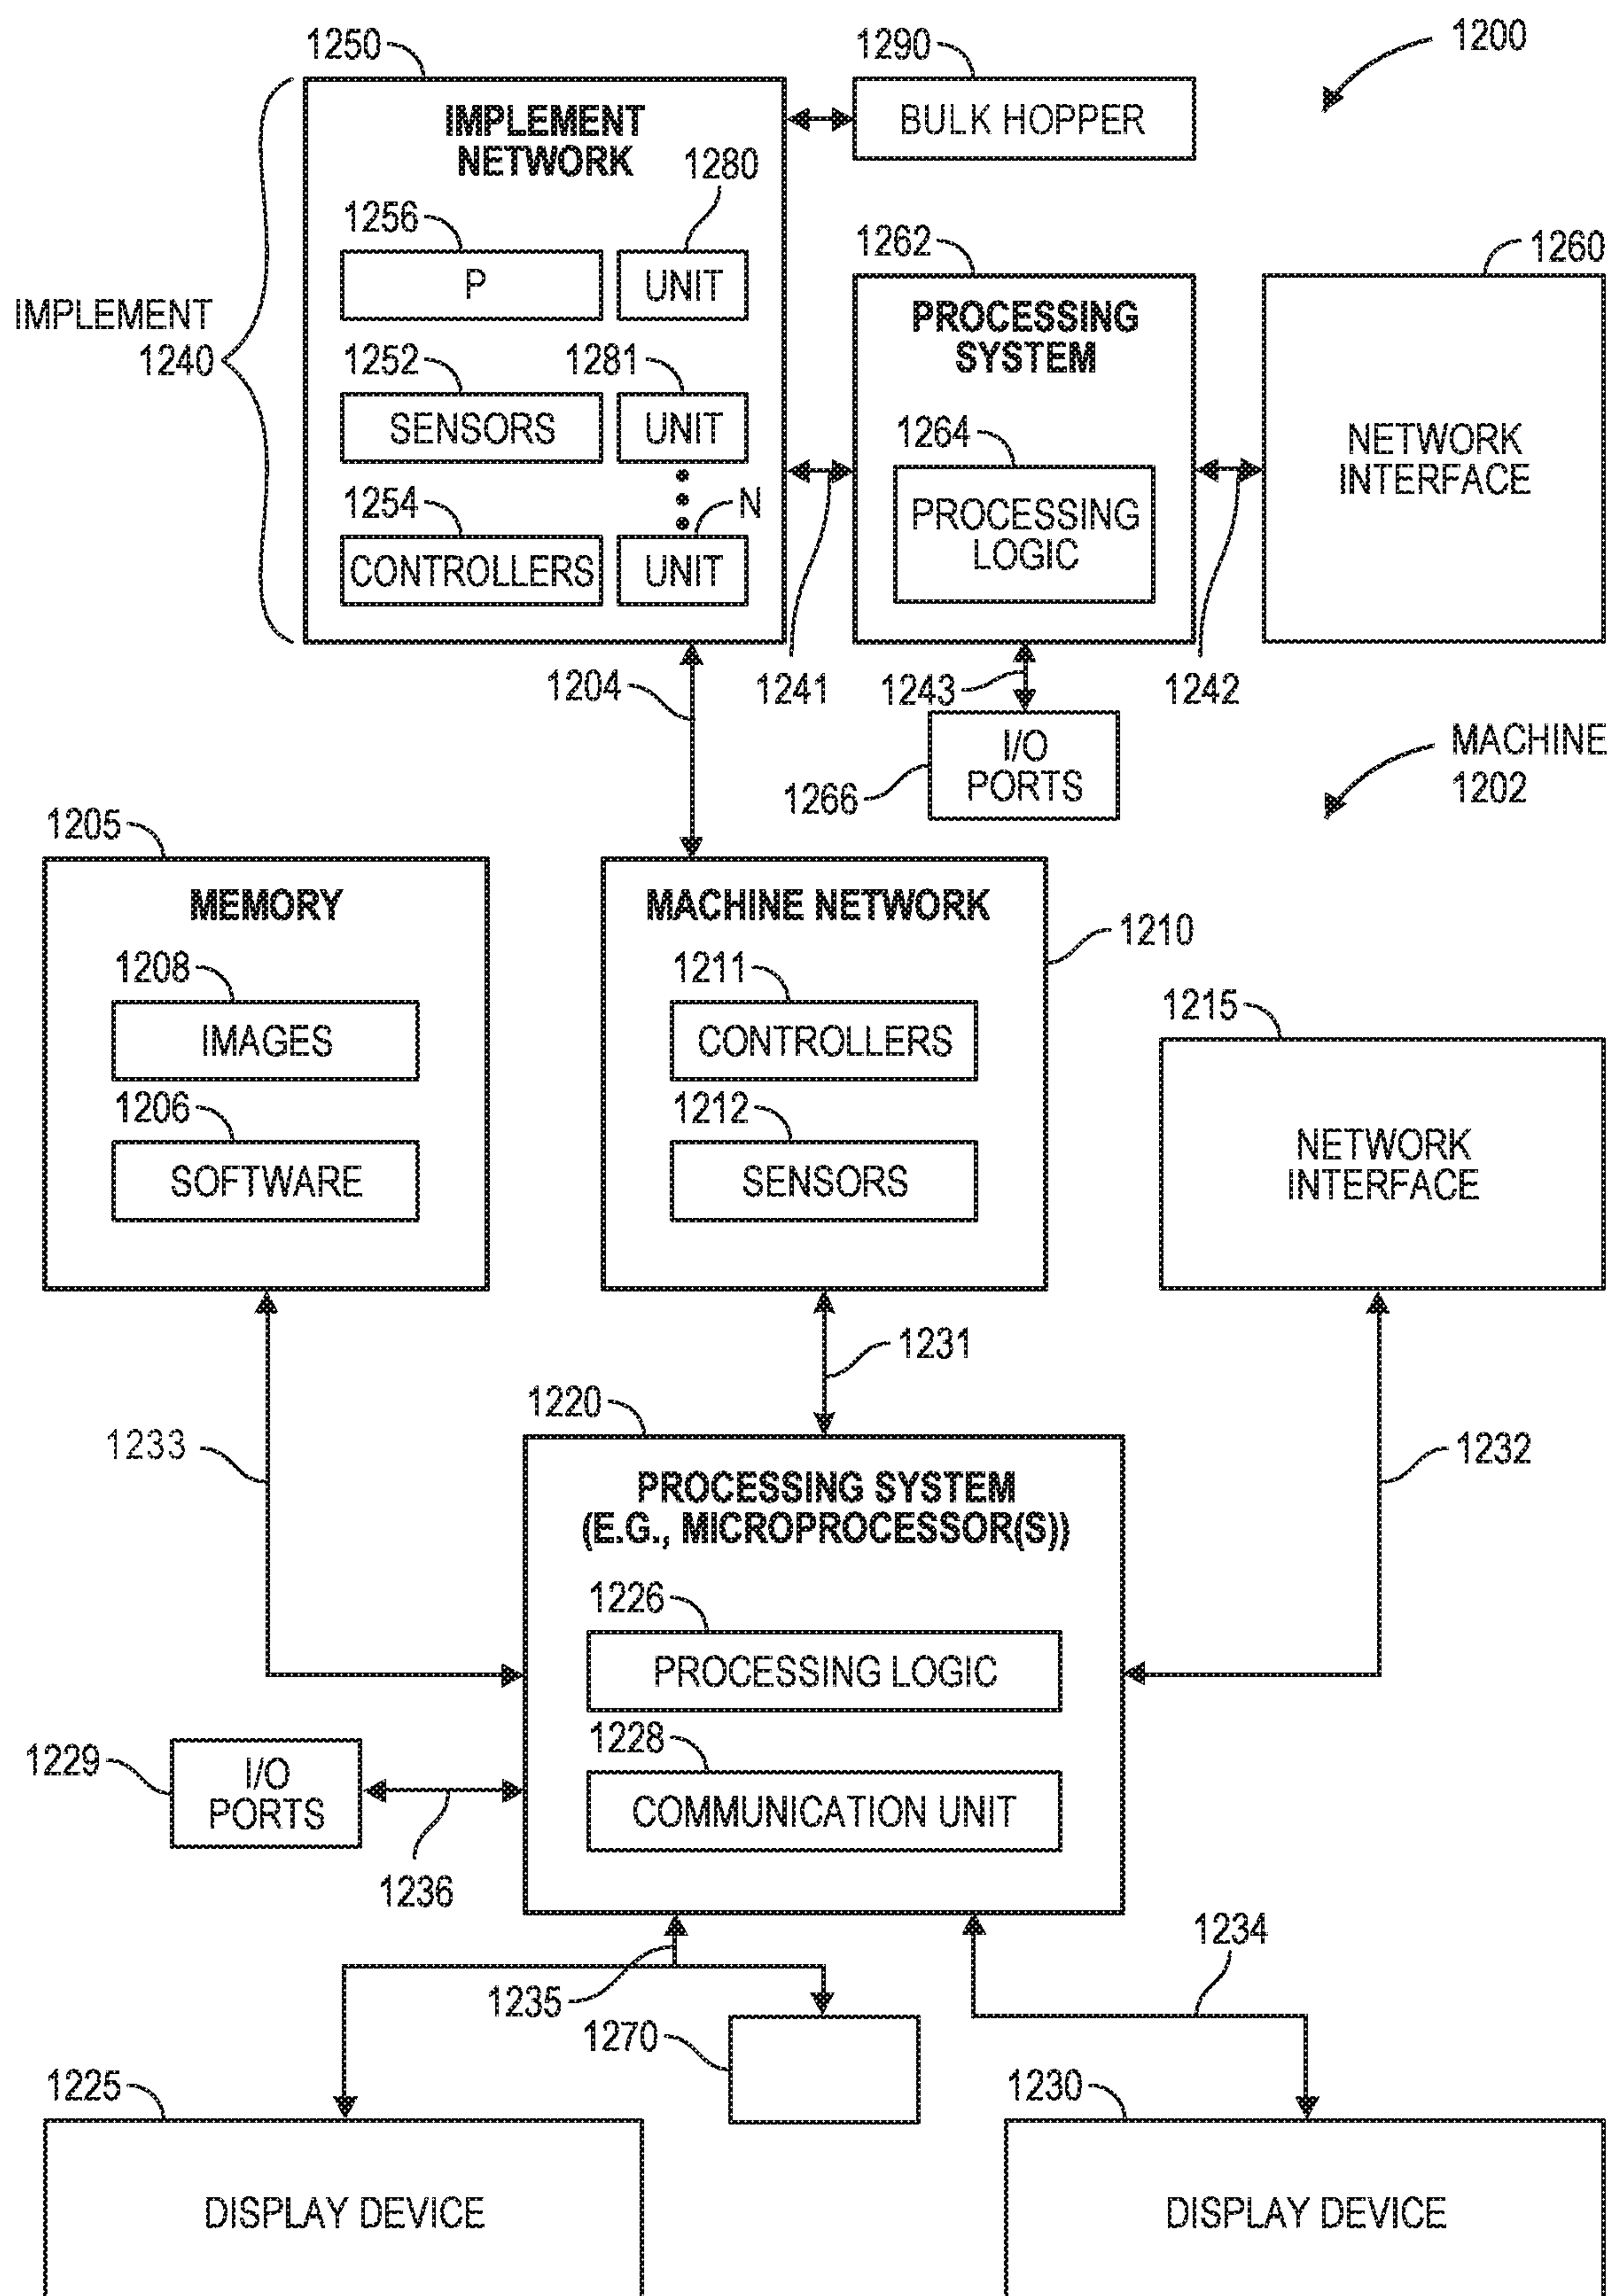 1200
1250
1290
IMPLEMENT
NETWORK
BULK HOPPER
1280
1256
P
UNIT
IMPLEMENT
1240
1252
1281
SENSORS
UNIT
1254
N
CONTROLLERS
UNIT
1262
PROCESSING
SYSTEM
1264
PROCESSING
LOGIC
1260
NETWORK
INTERFACE
1204
1241
1243
1242
I/O
PORTS
1266
MACHINE
1202
1205
MEMORY
1208
IMAGES
1206
SOFTWARE
MACHINE NETWORK
1210
1211
CONTROLLERS
1212
SENSORS
1215
NETWORK
INTERFACE
1231
1233
1232
1220
PROCESSING SYSTEM
(E.G., MICROPROCESSOR(S))
1226
PROCESSING LOGIC
1228
COMMUNICATION UNIT
1229
I/O
PORTS
1236
1235
1234
1270
1225
DISPLAY DEVICE
1230
DISPLAY DEVICE